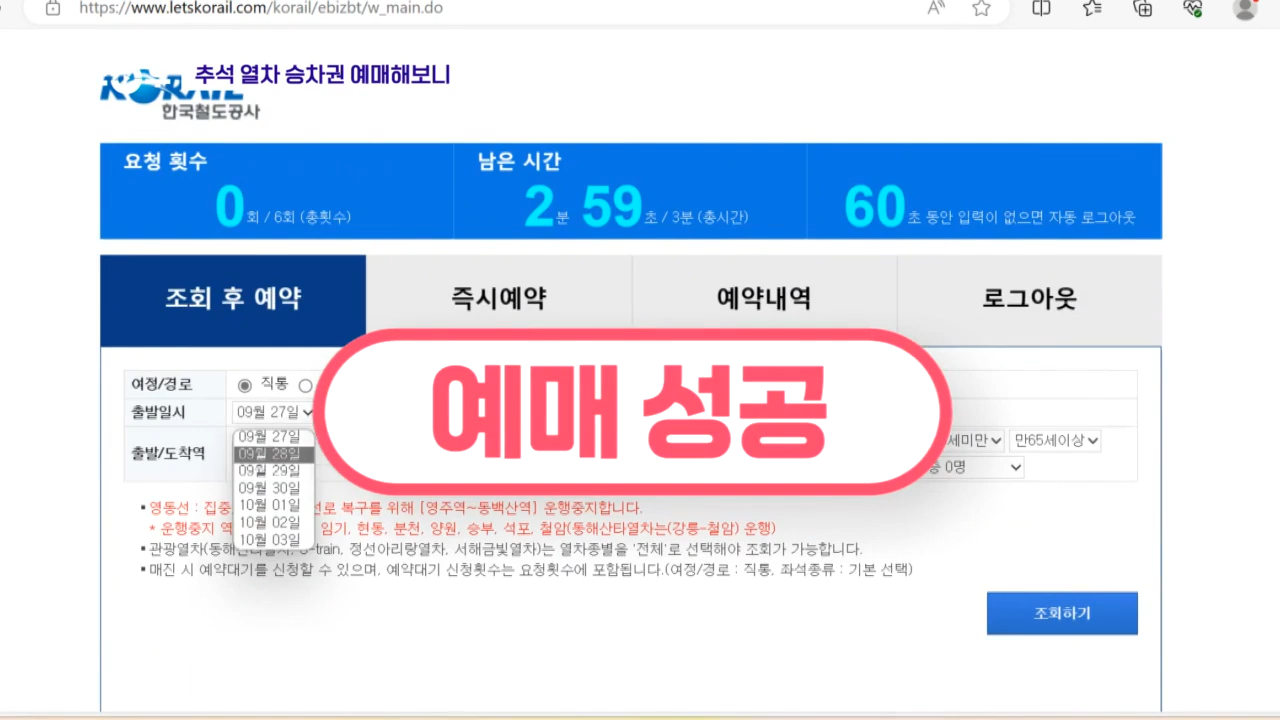 https://www.letskorail.com/korail/ebizbt/w_main.do
추석 열차 승차권 예매해보니
KORAIL
한국철도공사
요청 횟수
0회 / 6회 (총횟수)
남은 시간
2분 59초 / 3분 (총시간)
60초 동안 입력이 없으면 자동 로그아웃
조회 후 예약
즉시예약
예약내역
로그아웃
예매 성공
여정/경로
직통
출발일시
09월 27일
출발/도착역
세미만
만65세이상
0명
09월 27일
09월 28일
09월 29일
09월 30일
10월 01일
10월 02일
10월 03일
▪ 영동선 : 집중 선로 복구를 위해 [영주역~동백산역] 운행중지합니다.
* 운행중지 역 임기, 현동, 분천, 양원, 승부, 석포, 철암(동해산타열차는(강릉-철암) 운행)
▪ 관광열차(동해산타열차, -train, 정선아리랑열차, 서해금빛열차)는 열차종별을 '전체'로 선택해야 조회가 가능합니다.
▪ 매진 시 예약대기를 신청할 수 있으며, 예약대기 신청횟수는 요청횟수에 포함됩니다.(여정/경로 : 직통, 좌석종류 : 기본 선택)
조회하기